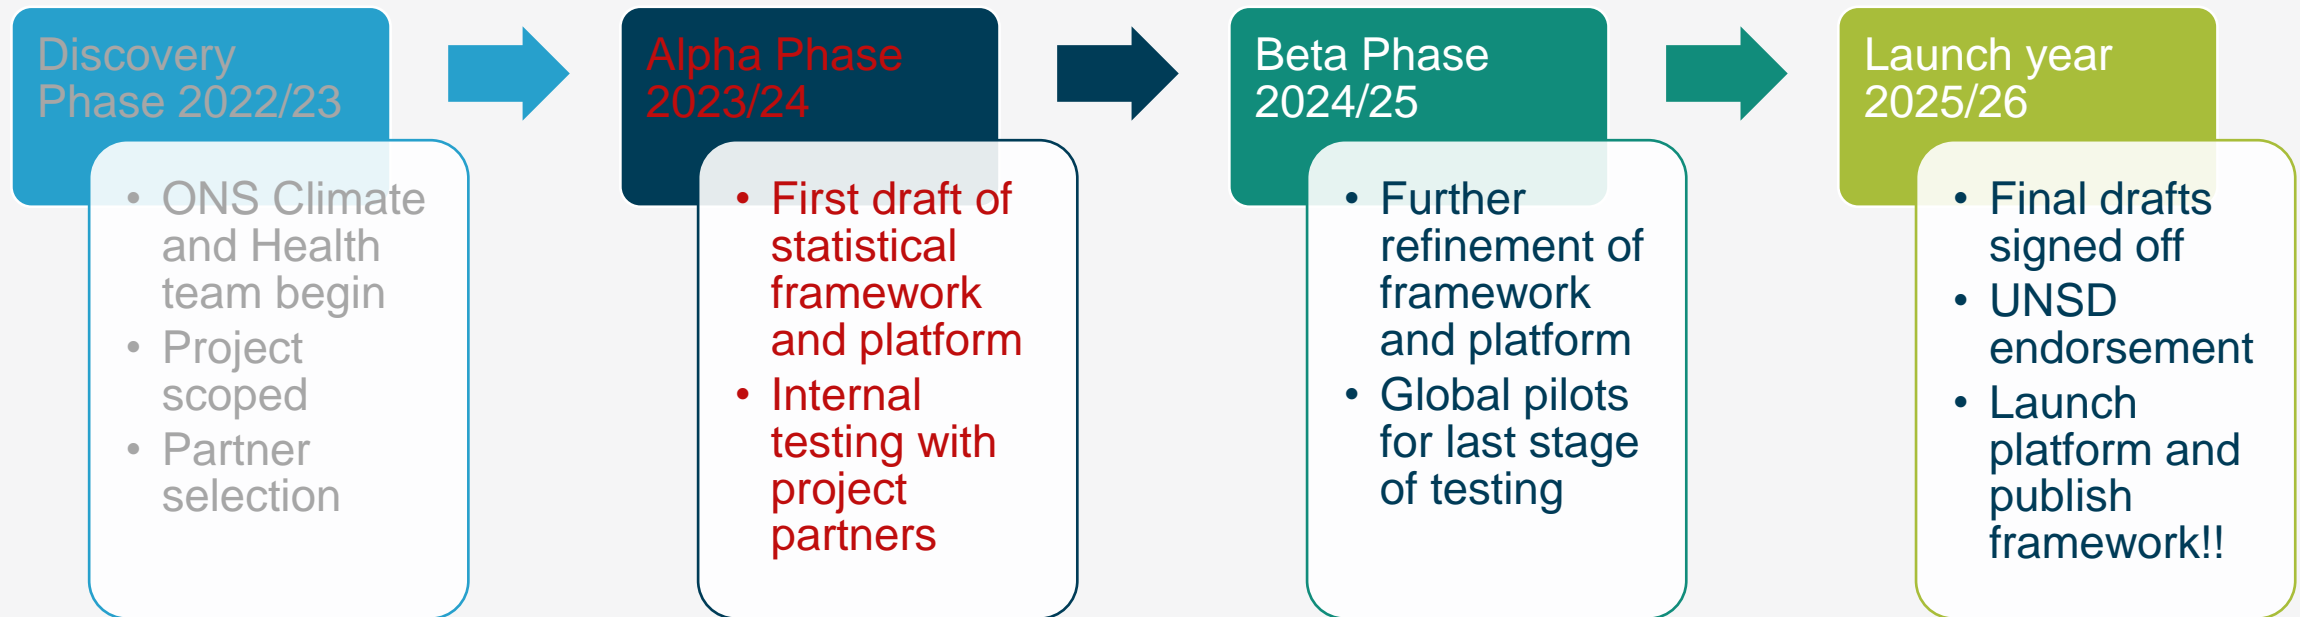 Discovery
Phase 2022/23
• ONS Climate
and Health
team begin
• Project
scoped
• Partner
selection
Alpha Phase
2023/24
• First draft of
statistical
framework
and platform
• Internal
testing with
project
partners
Beta Phase
2024/25
• Further
refinement of
framework
and platform
• Global pilots
for last stage
of testing
Launch year
2025/26
• Final drafts
signed off
• UNSD
endorsement
• Launch
platform and
publish
framework!!